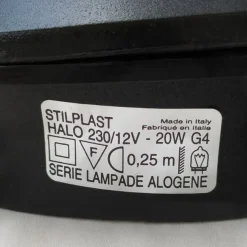 STILPLAST
Made in Italy
Fabriqué en Italie
HALO 230/12V - 20W G4
F
0,25 m
SERIE LAMPADE ALOGENE